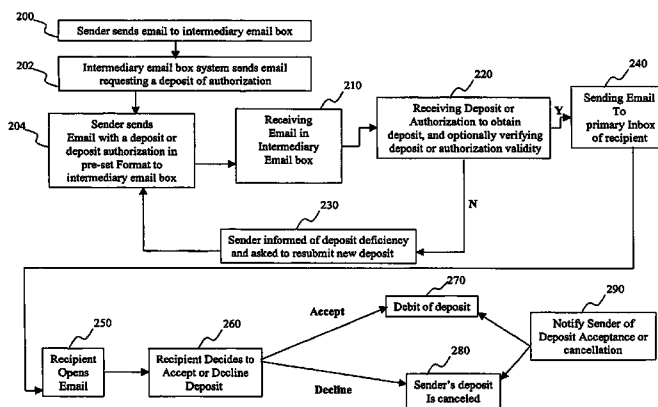 200
Sender sends email to intermediary email box
202
Intermediary email box system sends email
requesting a deposit of authorization
204
Sender sends
Email with a deposit or
deposit authorization in
pre-set Format to
intermediary email box
210
Receiving
Email in
Intermediary
Email box
220
Receiving Deposit or
Authorization to obtain
deposit, and optionally verifying
deposit or authorization validity
Y
N
240
Sending Email
To
primary Inbox
of recipient
230
Sender informed of deposit deficiency
and asked to resubmit new deposit
250
Recipient
Opens
Email
260
Recipient Decides to
Accept or Decline
Deposit
Accept
Decline
270
Debit of deposit
280
Sender's deposit
Is canceled
290
Notify Sender of
Deposit Acceptance or
cancellation